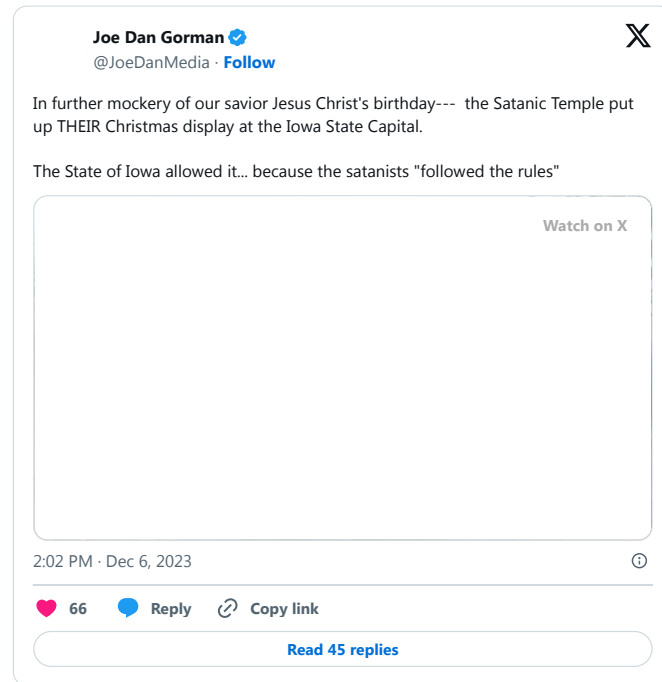 Joe Dan Gorman
@JoeDanMedia · Follow
In further mockery of our savior Jesus Christ's birthday---  the Satanic Temple put
up THEIR Christmas display at the Iowa State Capital.
The State of Iowa allowed it... because the satanists "followed the rules"
Watch on X
2:02 PM · Dec 6, 2023
66 Reply Copy link
Read 45 replies